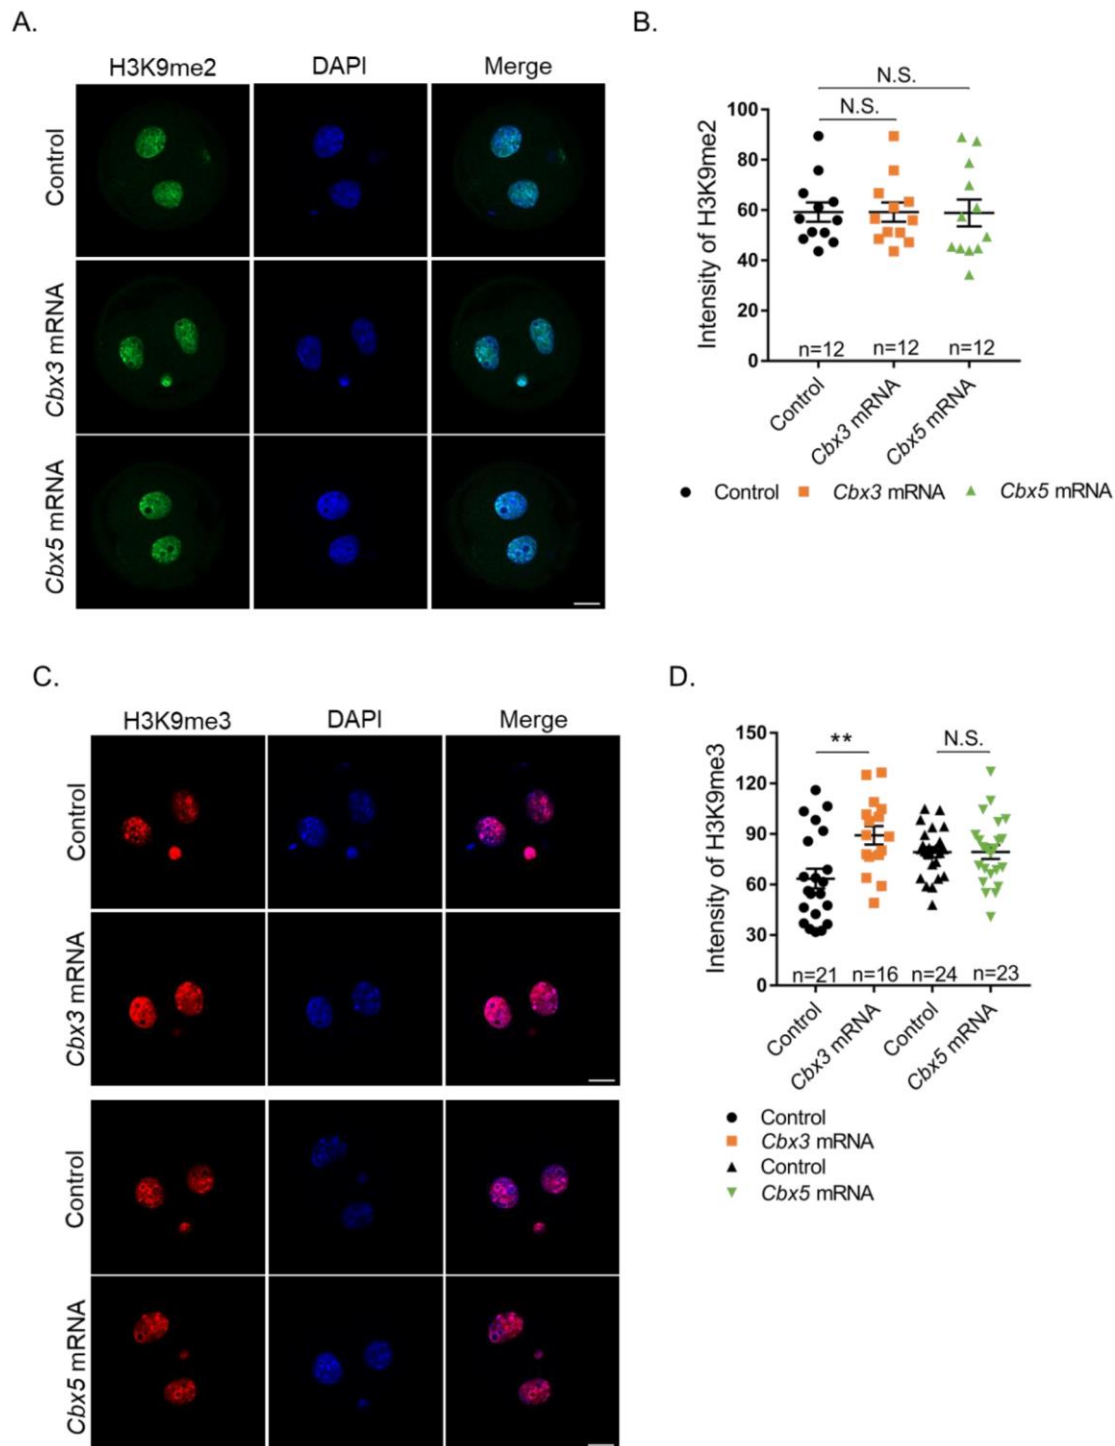 A.
H3K9me2 DAPI Merge
Control
Cbx3 mRNA
Cbx5 mRNA
B.
N.S.
N.S.
Intensity of H3K9me2
100
80
60
40
20
0
n=12 n=12 n=12
Control
Cbx3 mRNA
Cbx5 mRNA
Control Cbx3 mRNA Cbx5 mRNA
C.
H3K9me3 DAPI Merge
Control
Cbx3 mRNA
Control
Cbx5 mRNA
D.
** N.S.
Intensity of H3K9me3
150
120
90
60
30
0
n=21 n=16 n=24 n=23
Control
Cbx3 mRNA
Control
Cbx5 mRNA
Control
Cbx3 mRNA
Control
Cbx5 mRNA